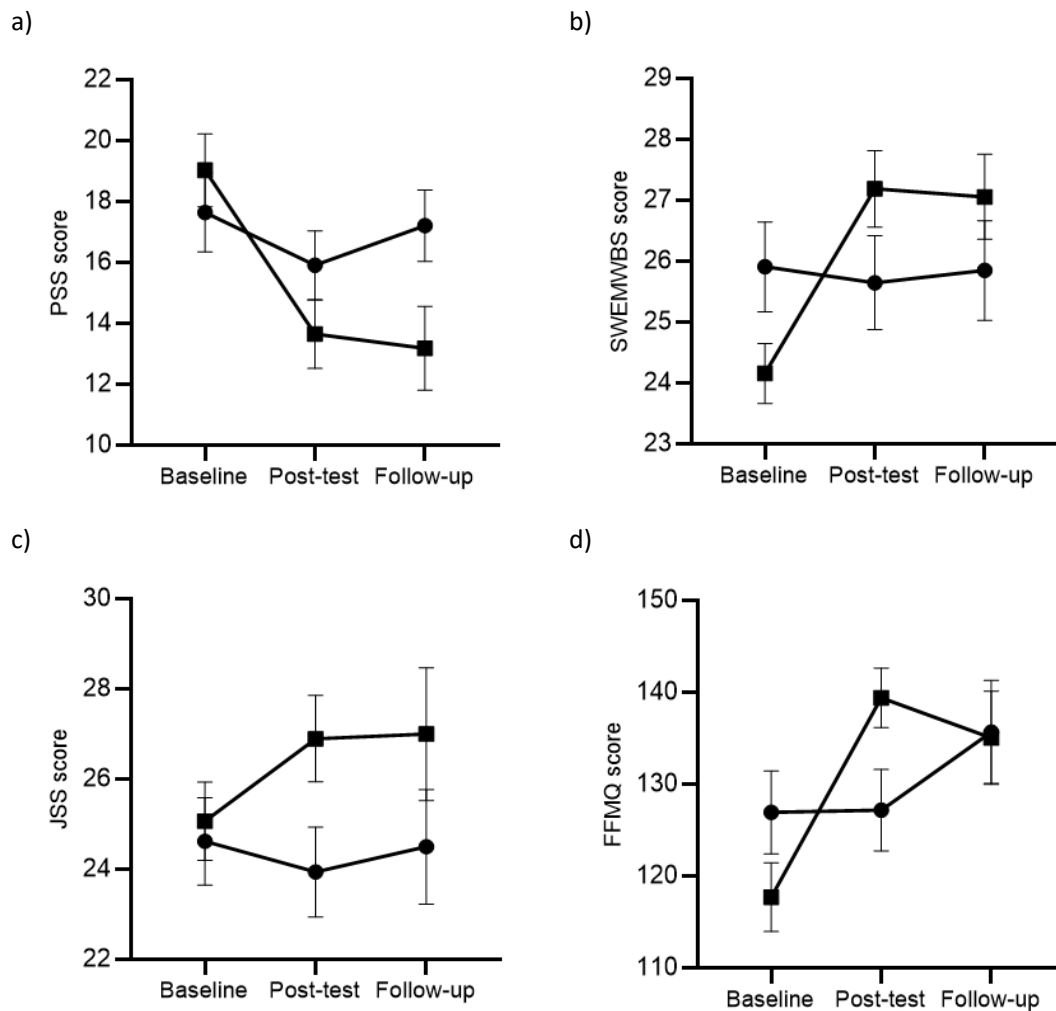 a)
22
20
18
16
14
12
10
PSS score
Baseline Post-test Follow-up
b)
29
28
27
26
25
24
23
SWEMWBS score
Baseline Post-test Follow-up
c)
30
28
26
24
22
JSS score
Baseline Post-test Follow-up
d)
150
140
130
120
110
FFMQ score
Baseline Post-test Follow-up